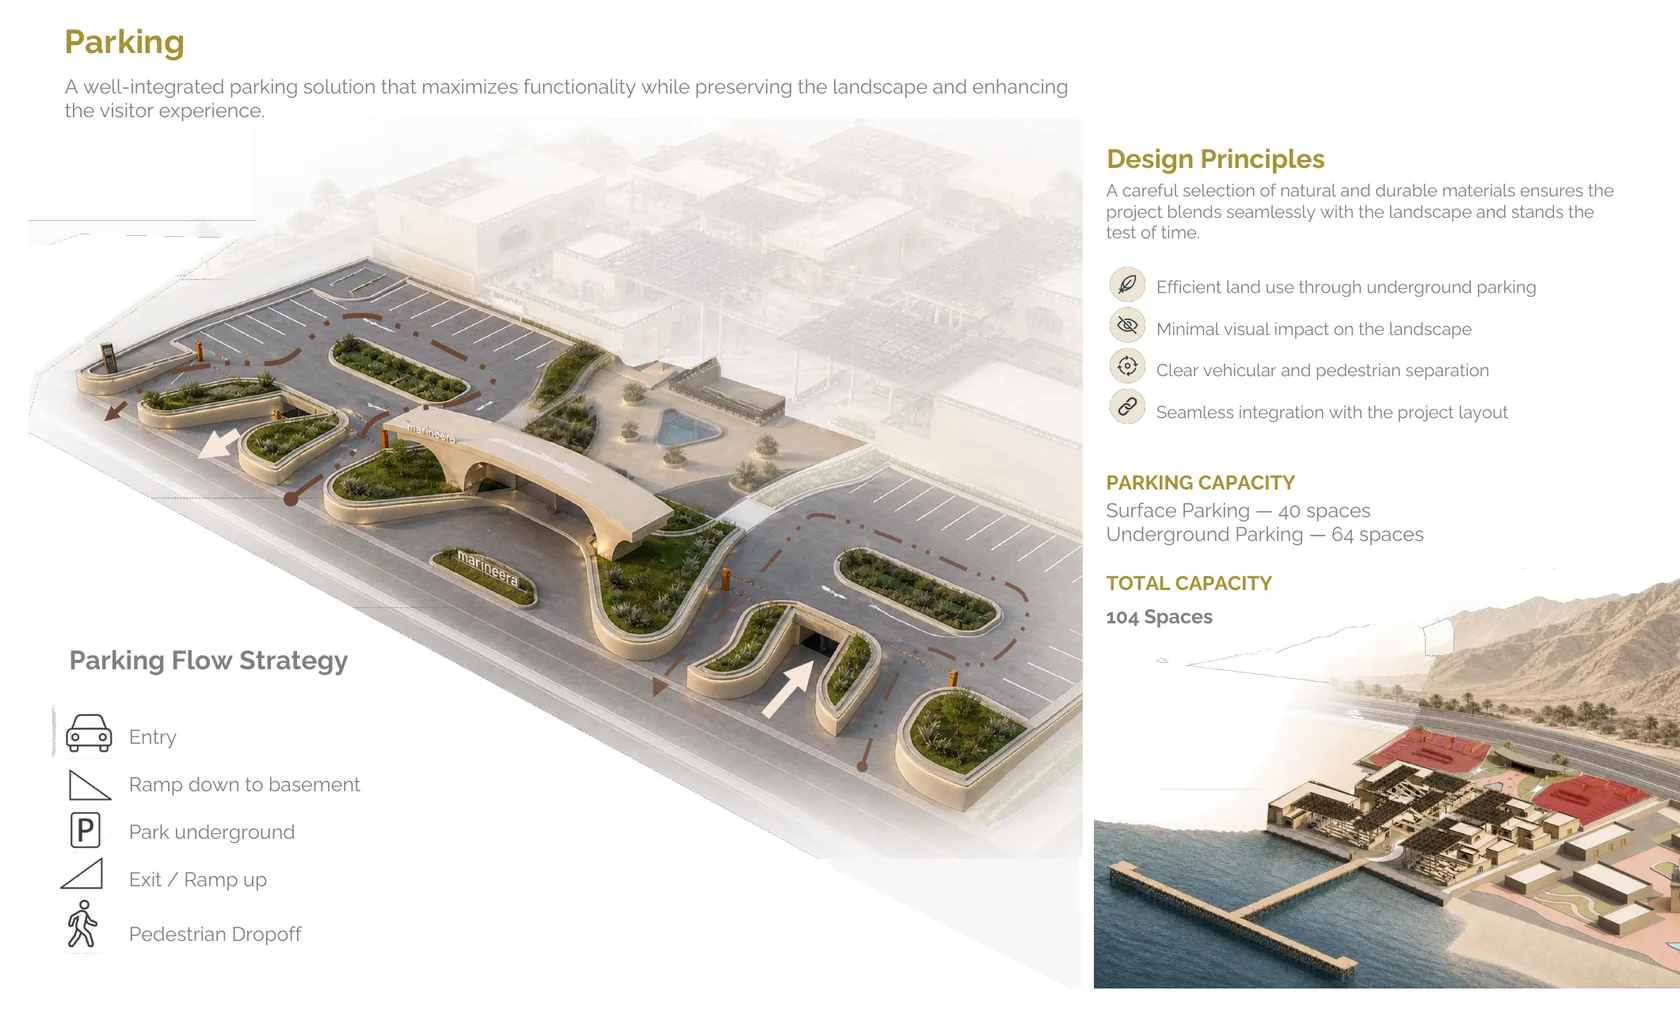 Parking
A well-integrated parking solution that maximizes functionality while preserving the landscape and enhancing
the visitor experience.
Design Principles
A careful selection of natural and durable materials ensures the
project blends seamlessly with the landscape and stands the
test of time.
Efficient land use through underground parking
Minimal visual impact on the landscape
Clear vehicular and pedestrian separation
Seamless integration with the project layout
PARKING CAPACITY
Surface Parking — 40 spaces
Underground Parking — 64 spaces
TOTAL CAPACITY
104 Spaces
marineera
marineera
Parking Flow Strategy
Entry
Ramp down to basement
P
Park underground
Exit / Ramp up
Pedestrian Dropoff